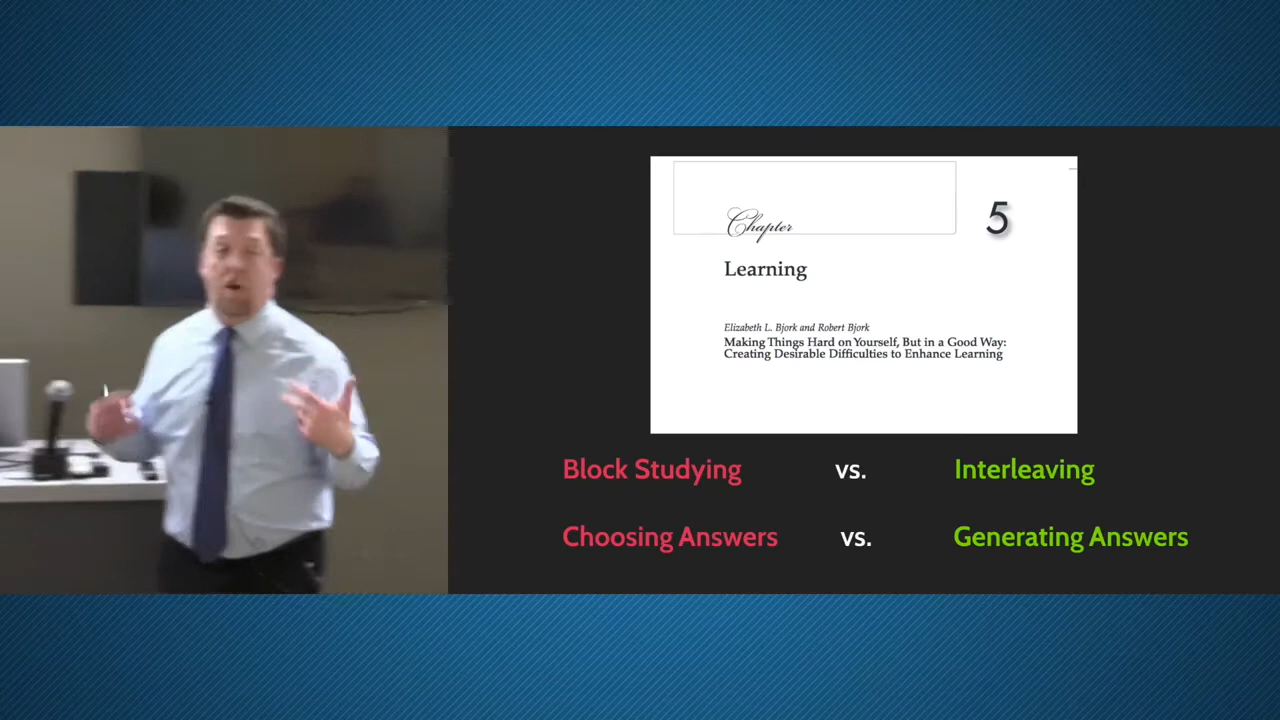 Chapter
5
Learning
Elizabeth L. Bjork and Robert Bjork
Making Things Hard on Yourself, But in a Good Way:
Creating Desirable Difficulties to Enhance Learning
Block Studying vs. Interleaving
Choosing Answers vs. Generating Answers